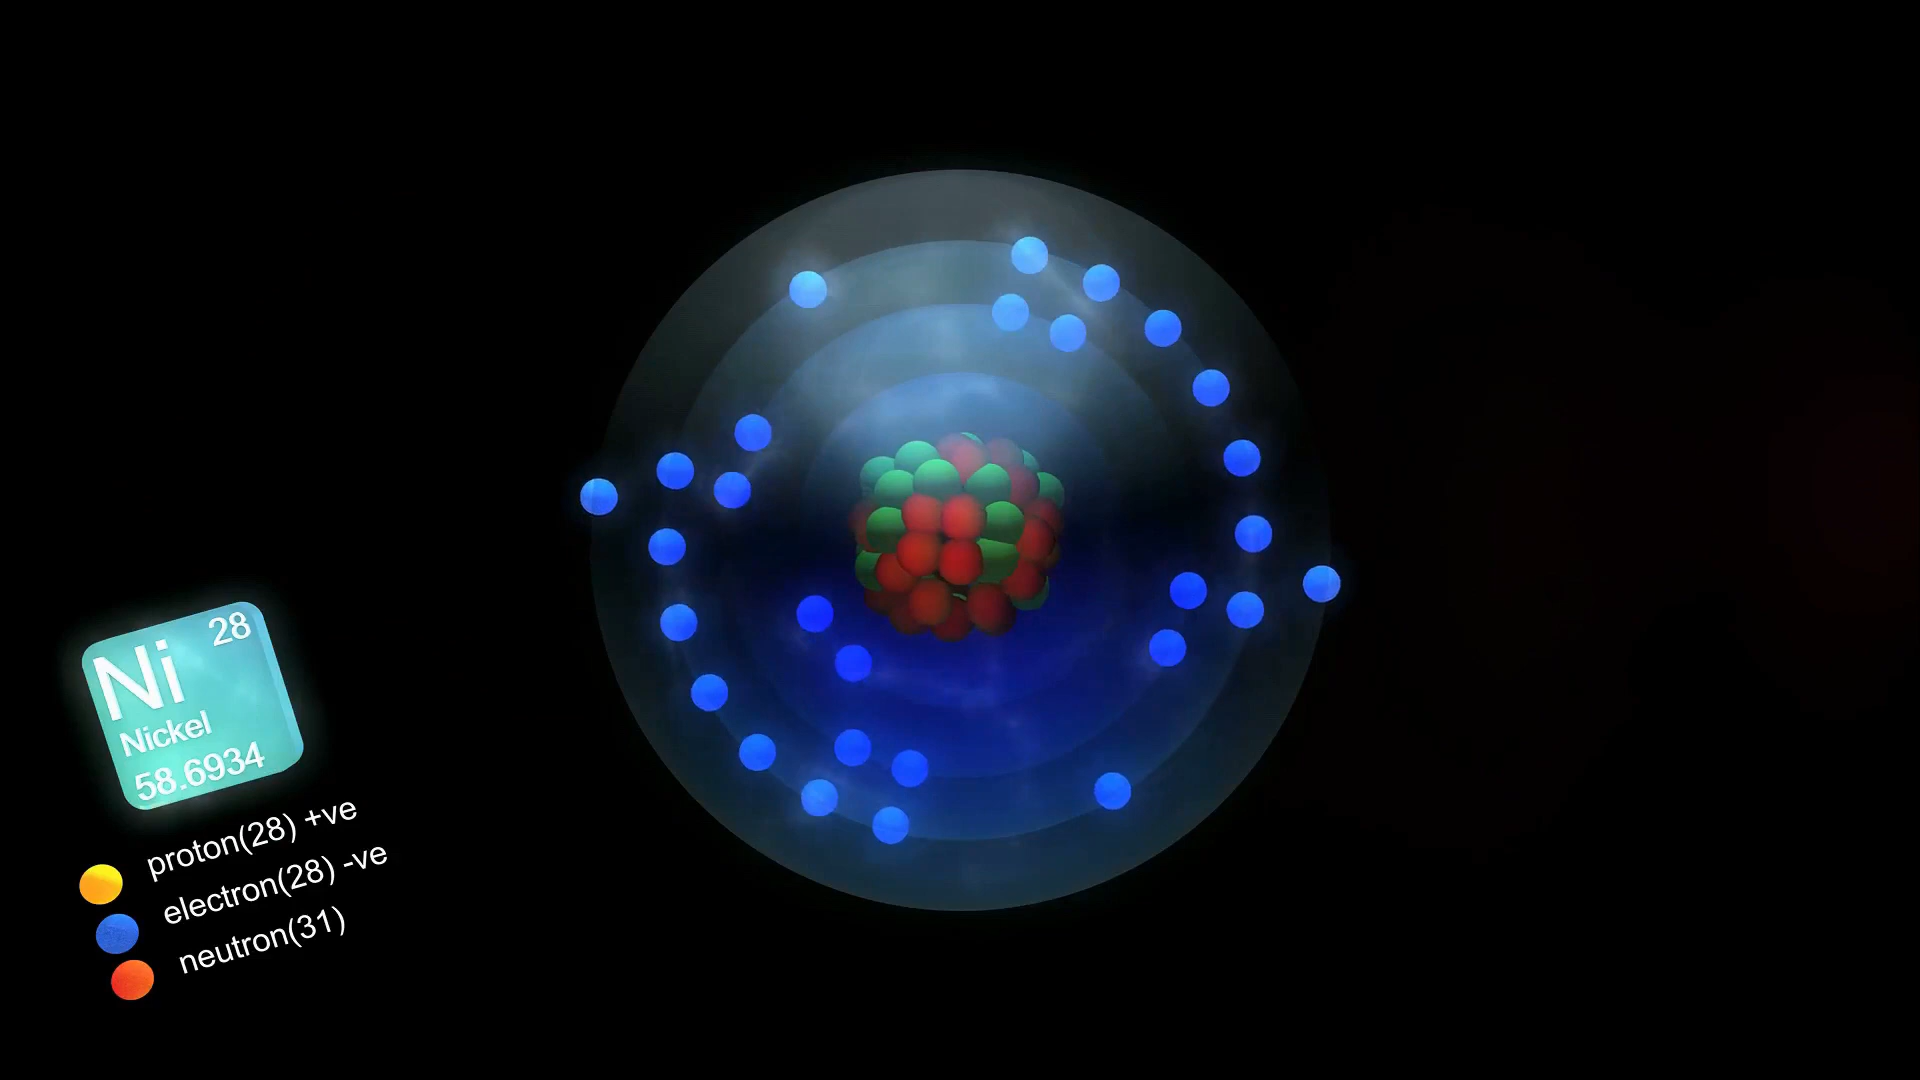 28
Ni
Nickel
58.6934
proton(28) +ve
electron(28) -ve
neutron(31)